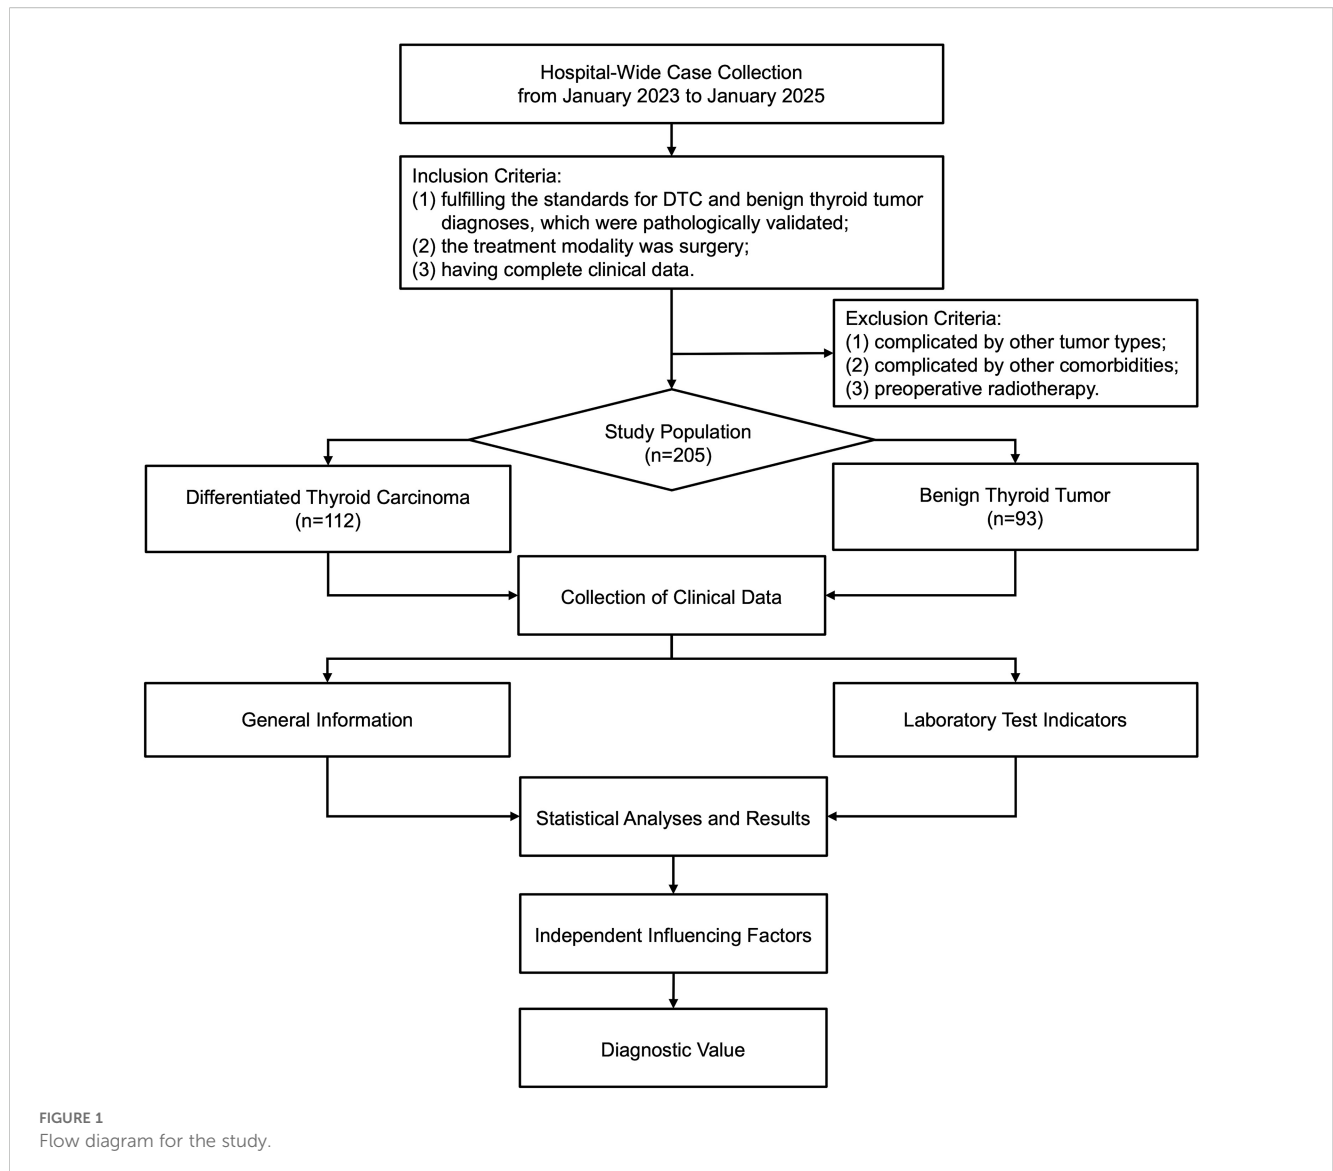 Hospital-Wide Case Collection
from January 2023 to January 2025
Inclusion Criteria:
(1) fulfilling the standards for DTC and benign thyroid tumor
diagnoses, which were pathologically validated;
(2) the treatment modality was surgery;
(3) having complete clinical data.
Exclusion Criteria:
(1) complicated by other tumor types;
(2) complicated by other comorbidities;
(3) preoperative radiotherapy.
Study Population
(n=205)
Differentiated Thyroid Carcinoma
(n=112)
Benign Thyroid Tumor
(n=93)
Collection of Clinical Data
General Information
Laboratory Test Indicators
Statistical Analyses and Results
Independent Influencing Factors
Diagnostic Value
FIGURE 1
Flow diagram for the study.